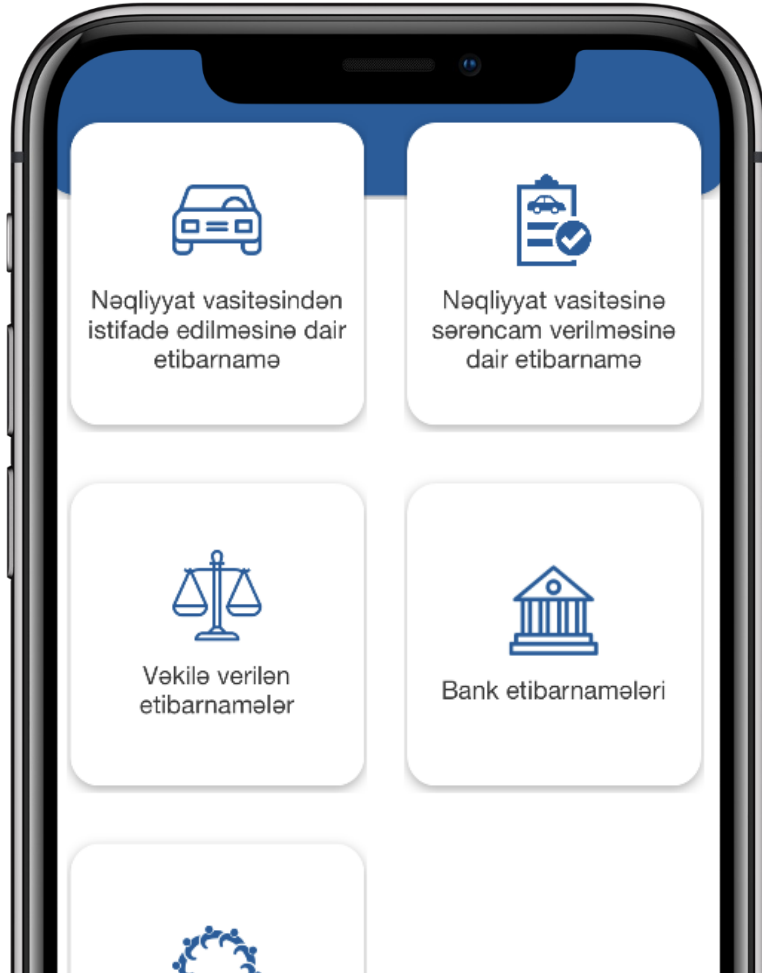 Nəqliyyat vasitəsindən
istifadə edilməsinə dair
etibarnamə
Nəqliyyat vasitəsinə
sərəncam verilməsinə
dair etibarnamə
Vəkilə verilən
etibarnamələr
Bank etibarnamələri